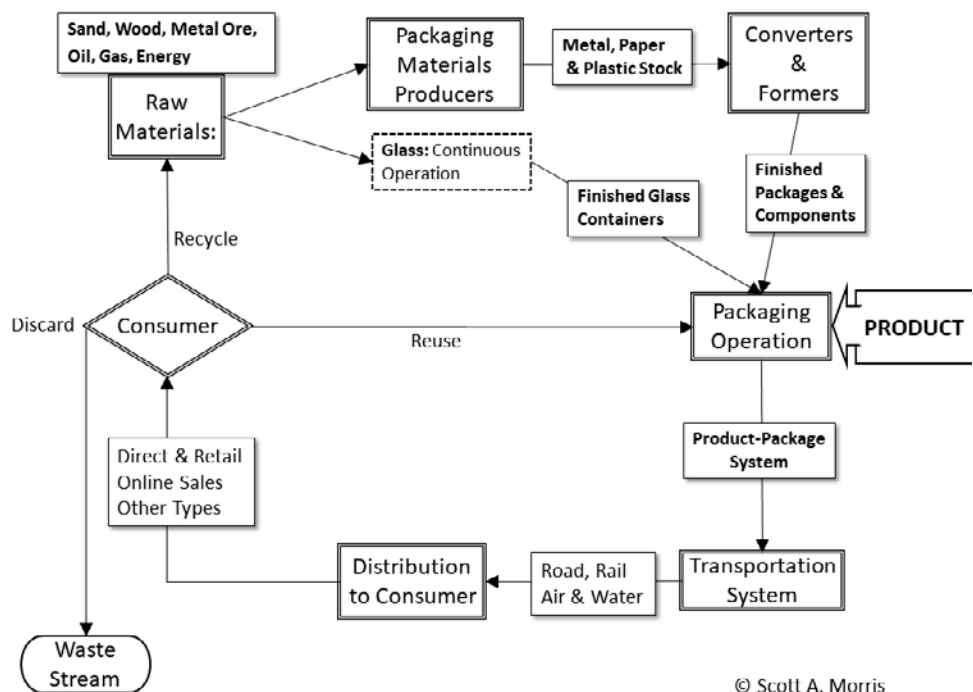 Sand, Wood, Metal Ore,
Oil, Gas, Energy
Raw
Materials:
Packaging
Materials
Producers
Metal, Paper
& Plastic Stock
Converters
&
Formers
Glass: Continuous
Operation
Finished Glass
Containers
Finished
Packages &
Components
Recycle
Discard
Consumer
Reuse
Packaging
Operation
PRODUCT
Product-Package
System
Direct & Retail
Online Sales
Other Types
Distribution
to Consumer
Road, Rail
Air & Water
Transportation
System
Waste
Stream
© Scott A. Morris